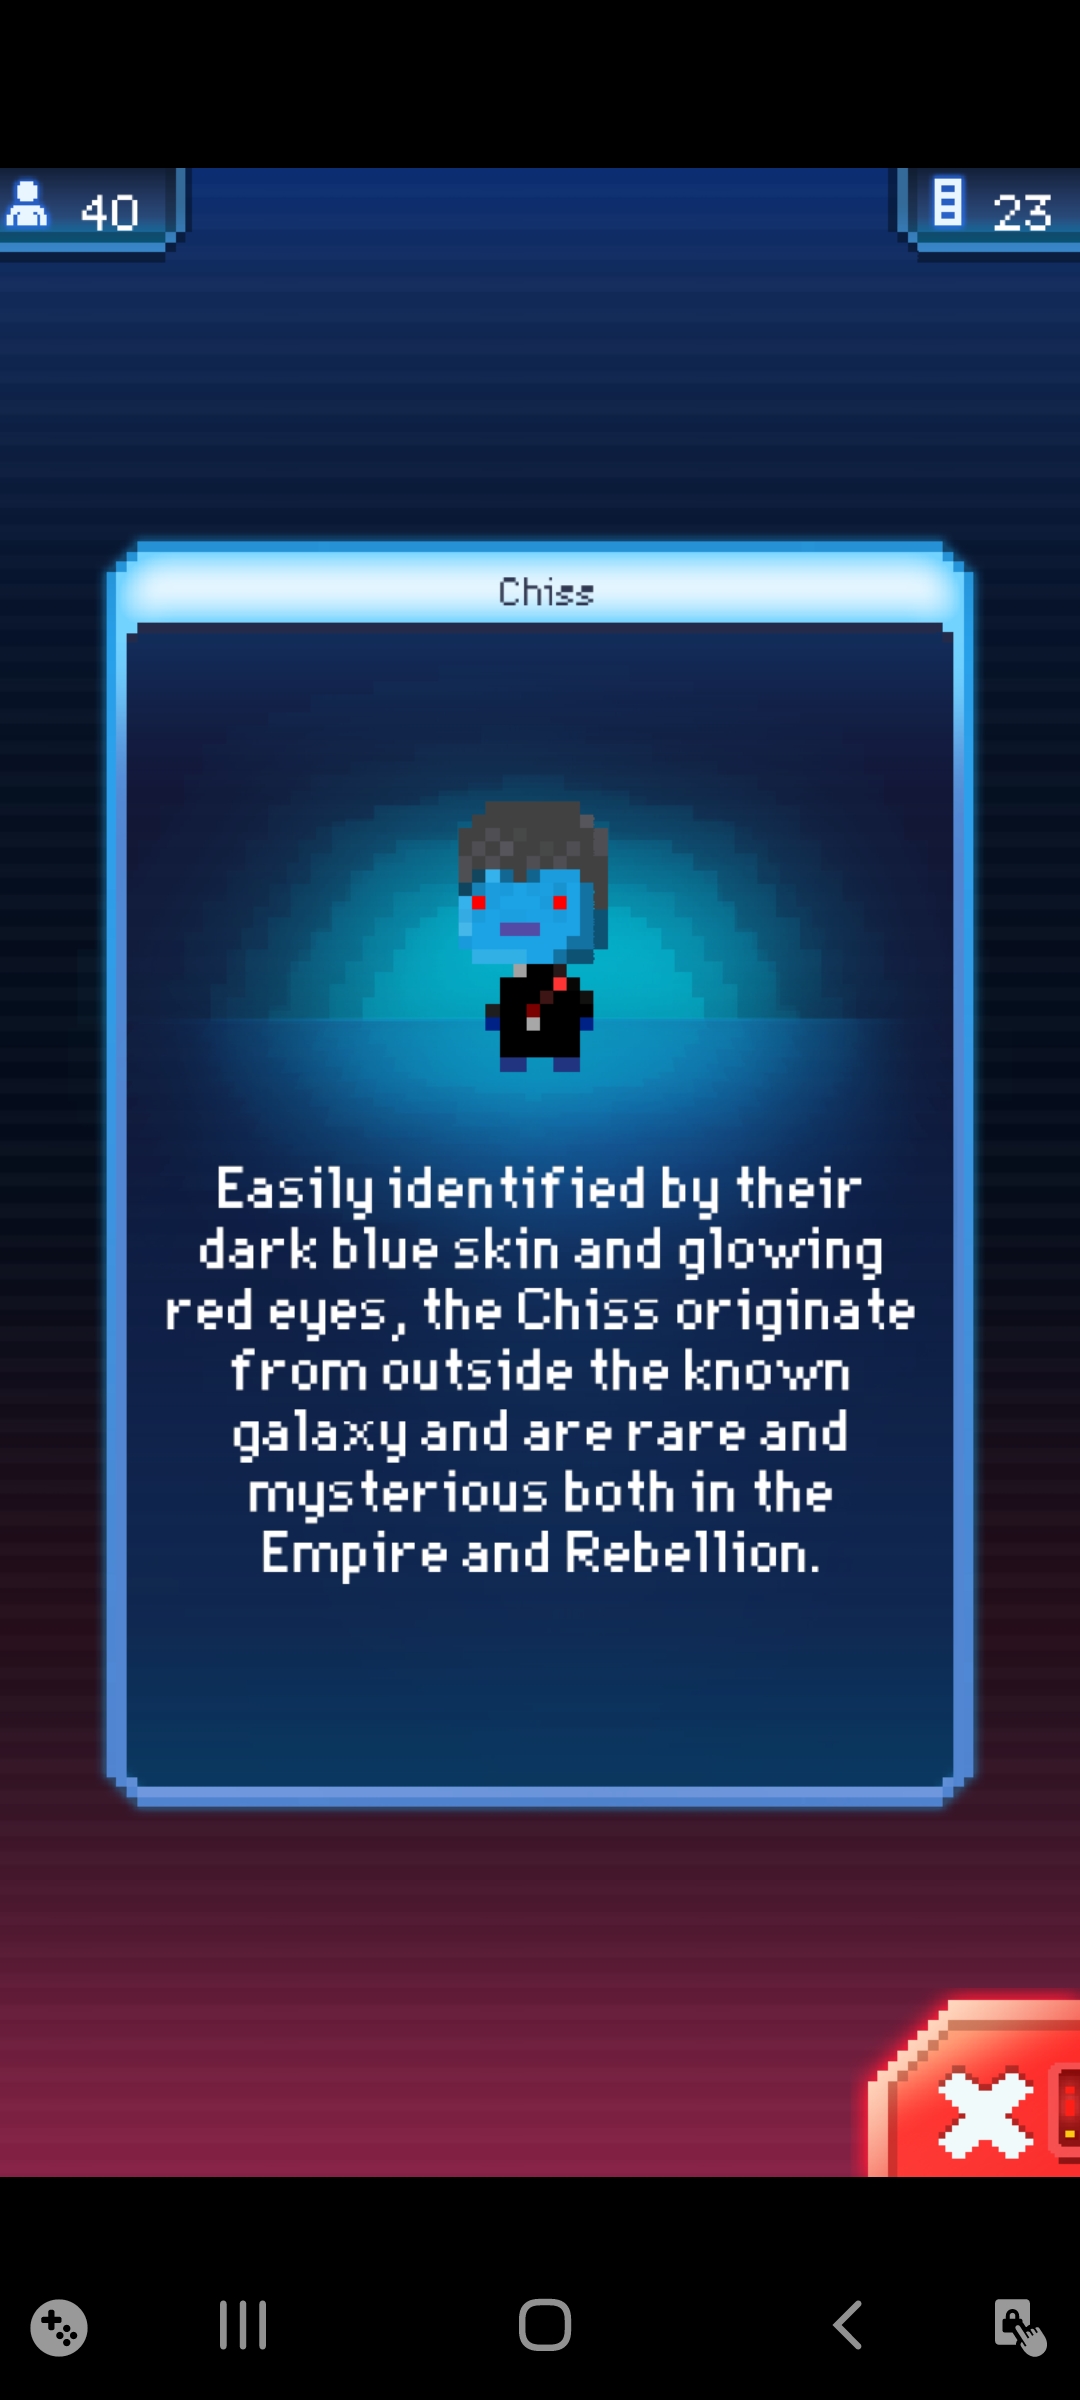 40
23
Chiss
Easily identified by their
dark blue skin and glowing
red eyes, the Chiss originate
from outside the known
galaxy and are rare and
mysterious both in the
Empire and Rebellion.